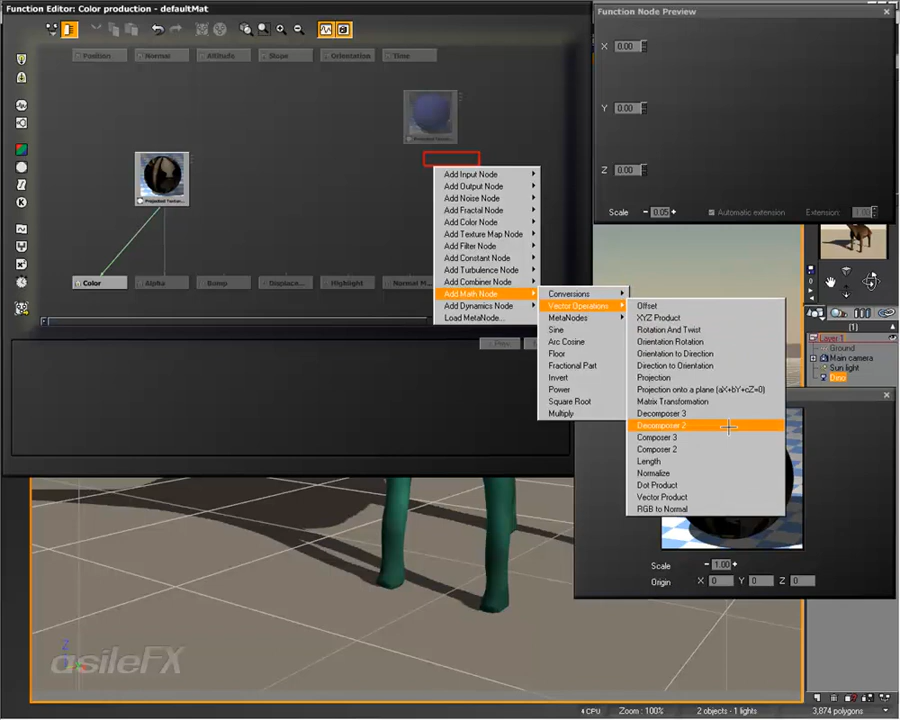 Function Editor: Color production - defaultMat
Function Node Preview
Position
Normal
Altitude
Slope
Orientation
Time
X 0.00
Y 0.00
Z 0.00
Scale 0.05 Automatic extension Extension: 1.00
Color
Alpha
Bump
Displace...
Highlight
Normal M...
Add Input Node
Add Output Node
Add Noise Node
Add Fractal Node
Add Color Node
Add Texture Map Node
Add Filter Node
Add Constant Node
Add Turbulence Node
Add Combiner Node
Add Math Node
Add Dynamics Node
Load MetaNode...
Conversions
Vector Operations
MetaNodes
Sine
Arc Cosine
Floor
Fractional Part
Invert
Power
Square Root
Multiply
Offset
XYZ Product
Rotation And Twist
Orientation Rotation
Orientation to Direction
Direction to Orientation
Projection
Projection onto a plane (aX+bY+cZ=0)
Matrix Transformation
Decomposer 3
Decomposer 2
Composer 3
Composer 2
Length
Normalize
Dot Product
Vector Product
RGB to Normal
(1)
Layer 1
Ground
Main camera
Sun light
Dino
Scale 1.00
Origin X 0 Y 0 Z 0
Z
asileFX
CPU Zoom : 100% 2 objects - 1 lights 3,874 polygons